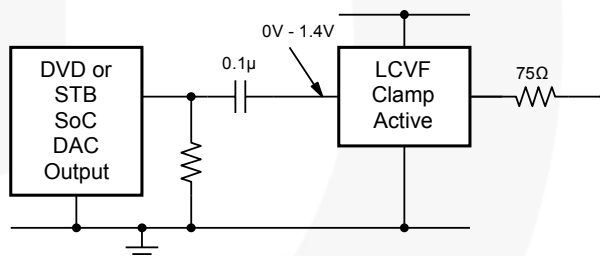 0V - 1.4V
DVD or
STB
SoC
DAC
Output
0.1µ
LCVF
Clamp
Active
75Ω